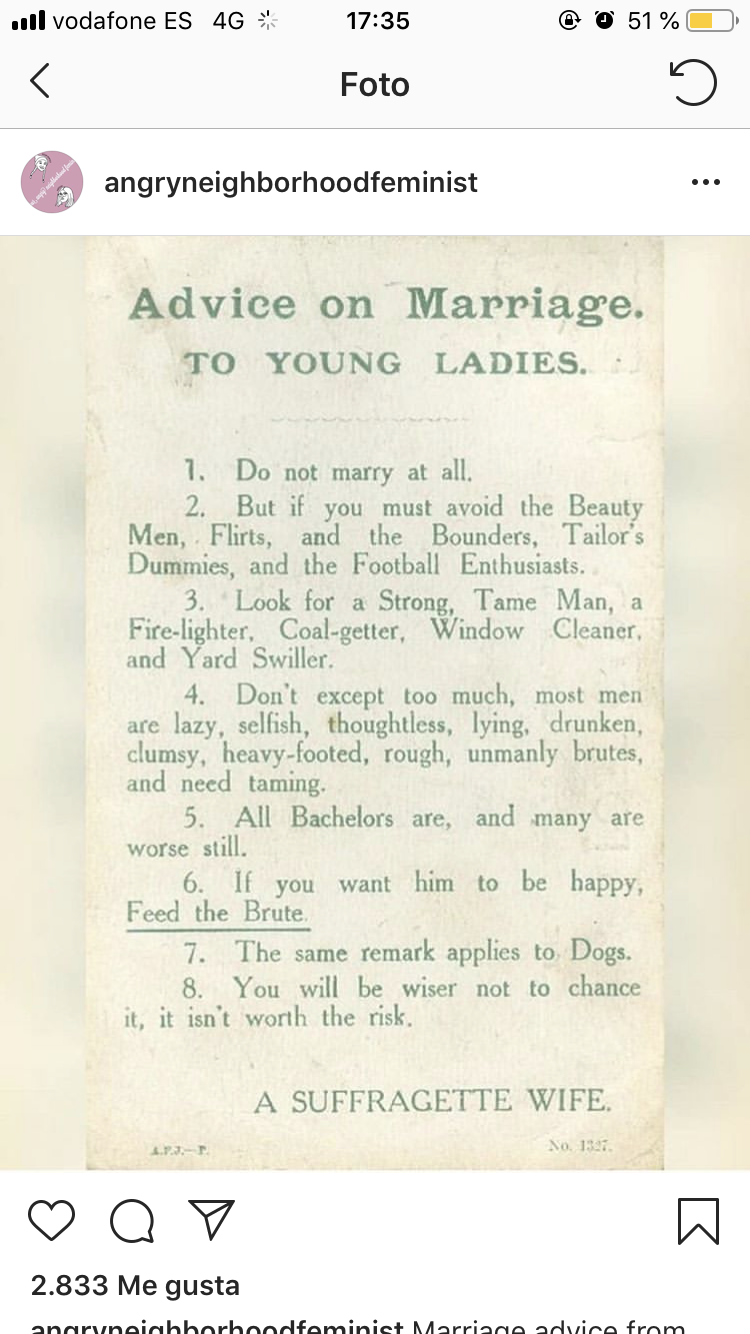 vodafone ES 4G 17:35 51 %
Foto
angryneighborhoodfeminist
Advice on Marriage.
TO YOUNG LADIES.
1. Do not marry at all.
2. But if you must avoid the Beauty
Men, Flirts, and the Bounders, Tailor's
Dummies, and the Football Enthusiasts.
3. Look for a Strong, Tame Man, a
Fire-lighter, Coal-getter, Window Cleaner,
and Yard Swiller.
4. Don't except too much, most men
are lazy, selfish, thoughtless, lying, drunken,
clumsy, heavy-footed, rough, unmanly brutes,
and need taming.
5. All Bachelors are, and many are
worse still.
6. If you want him to be happy,
Feed the Brute.
7. The same remark applies to Dogs.
8. You will be wiser not to chance
it, it isn't worth the risk.
A SUFFRAGETTE WIFE.
A.F.J.—P. No. 1327.
2.833 Me gusta
angryneighborhoodfeminist Marriage advice from